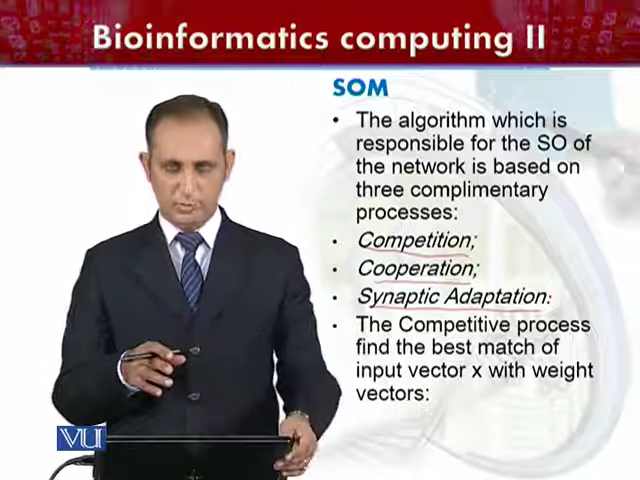 Bioinformatics computing II
SOM
• The algorithm which is
responsible for the SO of
the network is based on
three complimentary
processes:
• Competition;
• Cooperation;
• Synaptic Adaptation:
• The Competitive process
find the best match of
input vector x with weight
vectors:
VU